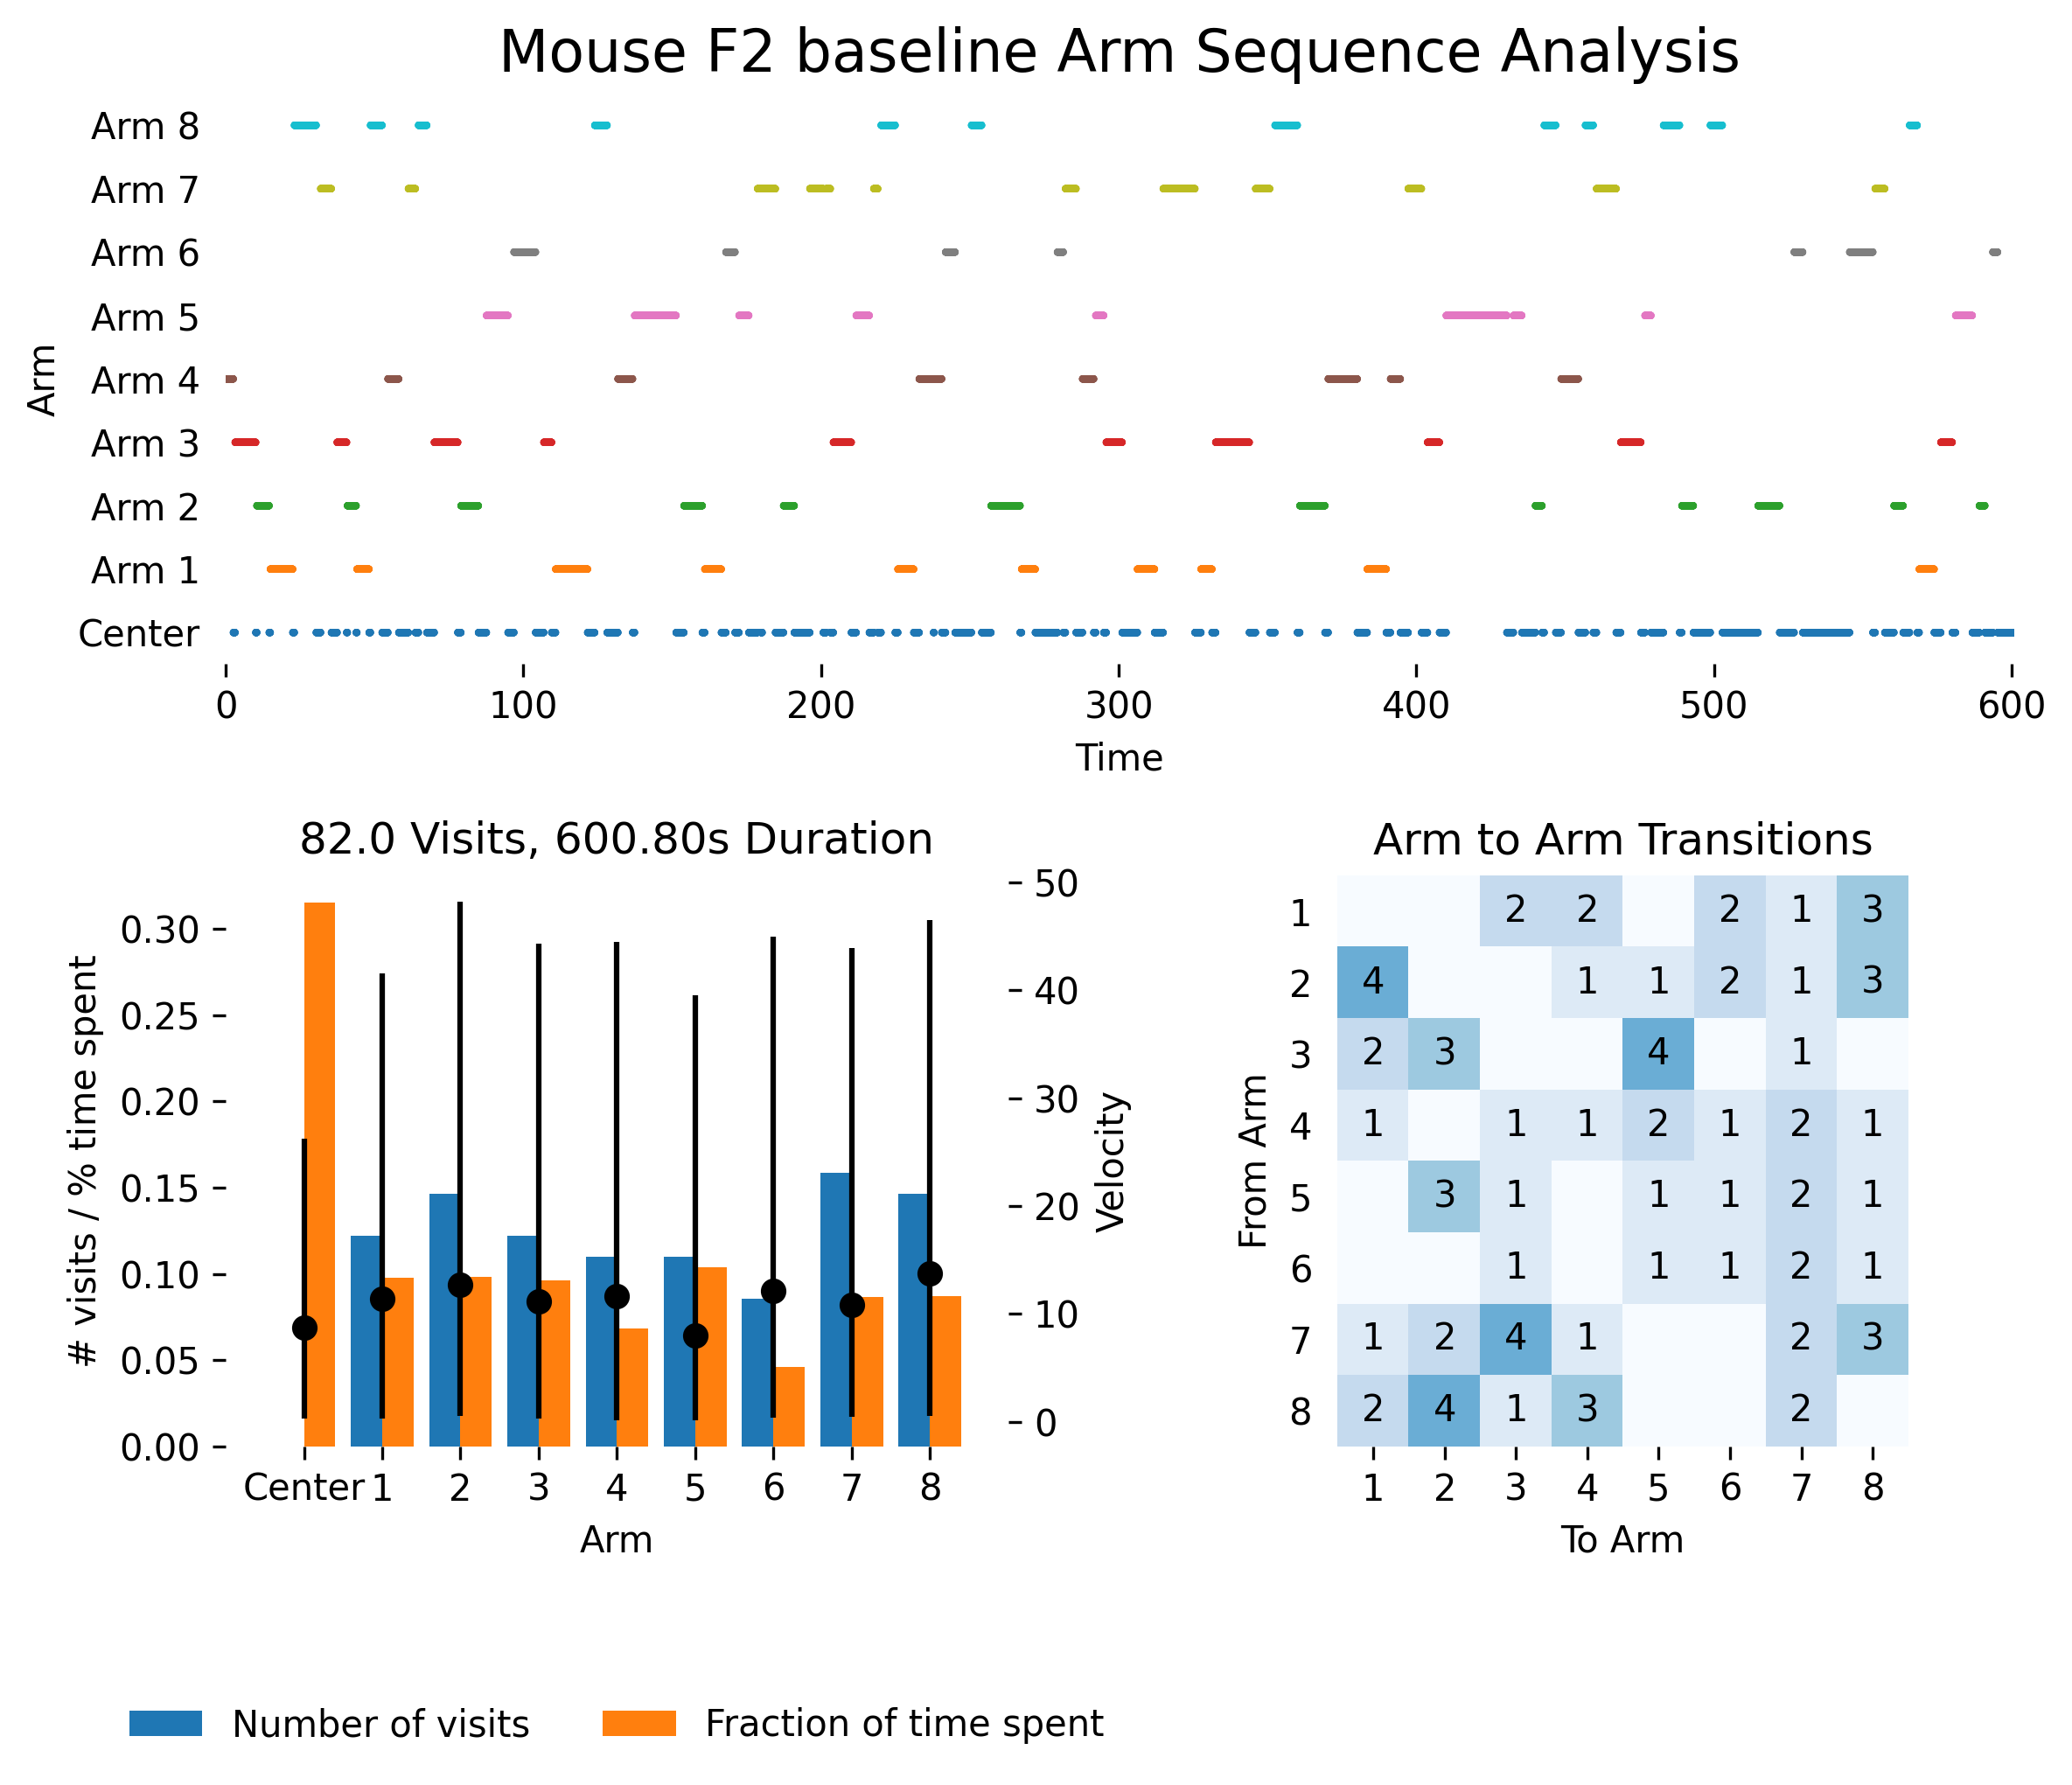 Mouse F2 baseline Arm Sequence Analysis
Arm 8
Arm 7
Arm 6
Arm 5
Arm 4
Arm 3
Arm 2
Arm 1
Center
Arm
0 100 200 300 400 500 600
Time
82.0 Visits, 600.80s Duration
0.30
0.25
0.20
0.15
0.10
0.05
0.00
# visits / % time spent
50
40
30
20
10
0
Velocity
Center 1 2 3 4 5 6 7 8
Arm
Arm to Arm Transitions
From Arm
1 2 2 2 1 3
2 4 1 1 2 1 3
3 2 3 4 1
4 1 1 1 2 1 2 1
5 3 1 1 1 2 1
6 1 1 1 2 1
7 1 2 4 1 2 3
8 2 4 1 3 2
1 2 3 4 5 6 7 8
To Arm
Number of visits
Fraction of time spent